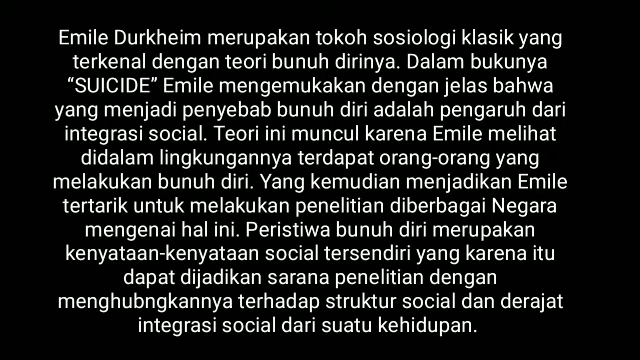 Emile Durkheim merupakan tokoh sosiologi klasik yang
terkenal dengan teori bunuh dirinya. Dalam bukunya
“SUICIDE” Emile mengemukakan dengan jelas bahwa
yang menjadi penyebab bunuh diri adalah pengaruh dari
integrasi social. Teori ini muncul karena Emile melihat
didalam lingkungannya terdapat orang-orang yang
melakukan bunuh diri. Yang kemudian menjadikan Emile
tertarik untuk melakukan penelitian diberbagai Negara
mengenai hal ini. Peristiwa bunuh diri merupakan
kenyataan-kenyataan social tersendiri yang karena itu
dapat dijadikan sarana penelitian dengan
menghubngkannya terhadap struktur social dan derajat
integrasi social dari suatu kehidupan.